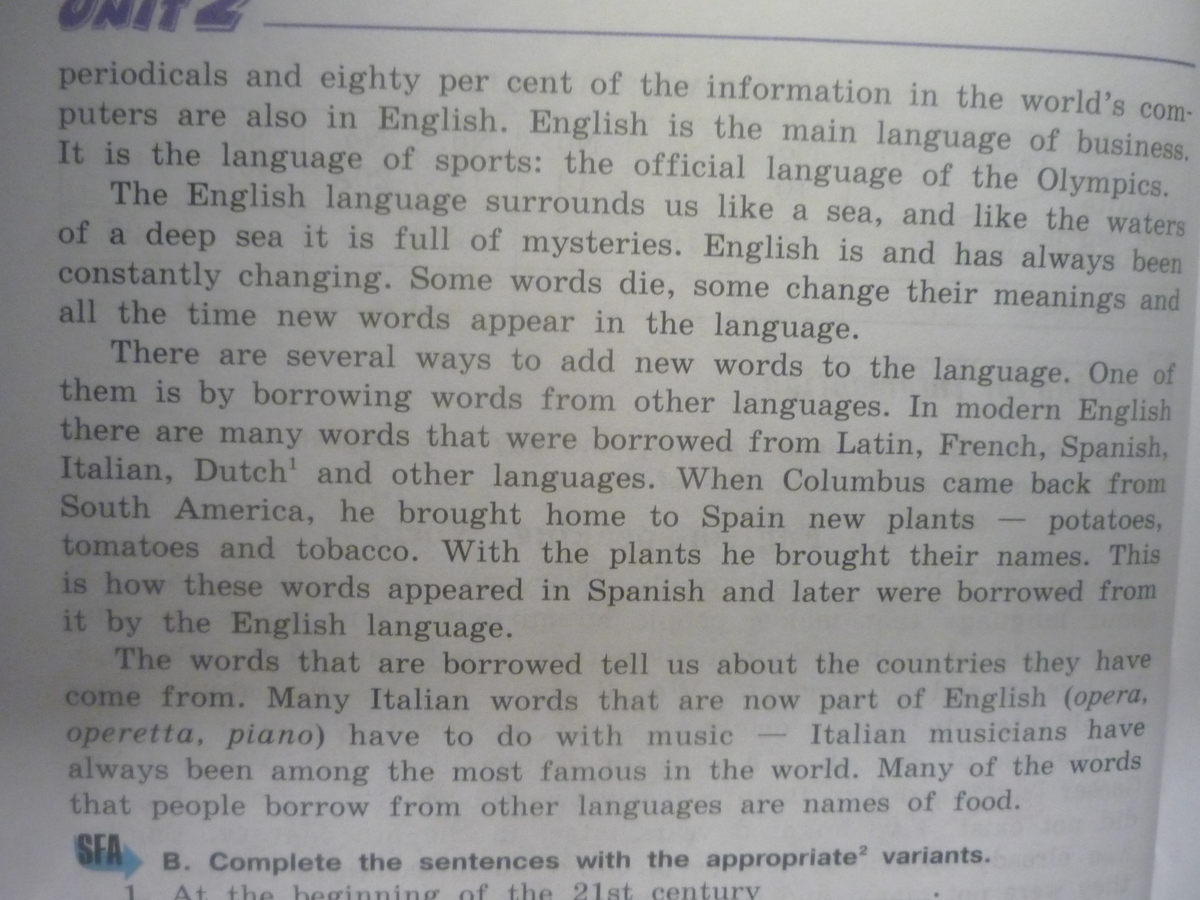 UNIT 2
periodicals and eighty per cent of the information in the world's com-
puters are also in English. English is the main language of business.
It is the language of sports: the official language of the Olympics.
The English language surrounds us like a sea, and like the waters
of a deep sea it is full of mysteries. English is and has always been
constantly changing. Some words die, some change their meanings and
all the time new words appear in the language.
There are several ways to add new words to the language. One of
them is by borrowing words from other languages. In modern English
there are many words that were borrowed from Latin, French, Spanish,
Italian, Dutch¹ and other languages. When Columbus came back from
South America, he brought home to Spain new plants — potatoes,
tomatoes and tobacco. With the plants he brought their names. This
is how these words appeared in Spanish and later were borrowed from
it by the English language.
The words that are borrowed tell us about the countries they have
come from. Many Italian words that are now part of English (opera,
operetta, piano) have to do with music — Italian musicians have
always been among the most famous in the world. Many of the words
that people borrow from other languages are names of food.
SFA B. Complete the sentences with the appropriate² variants.
1. At the beginning of the 21st century .